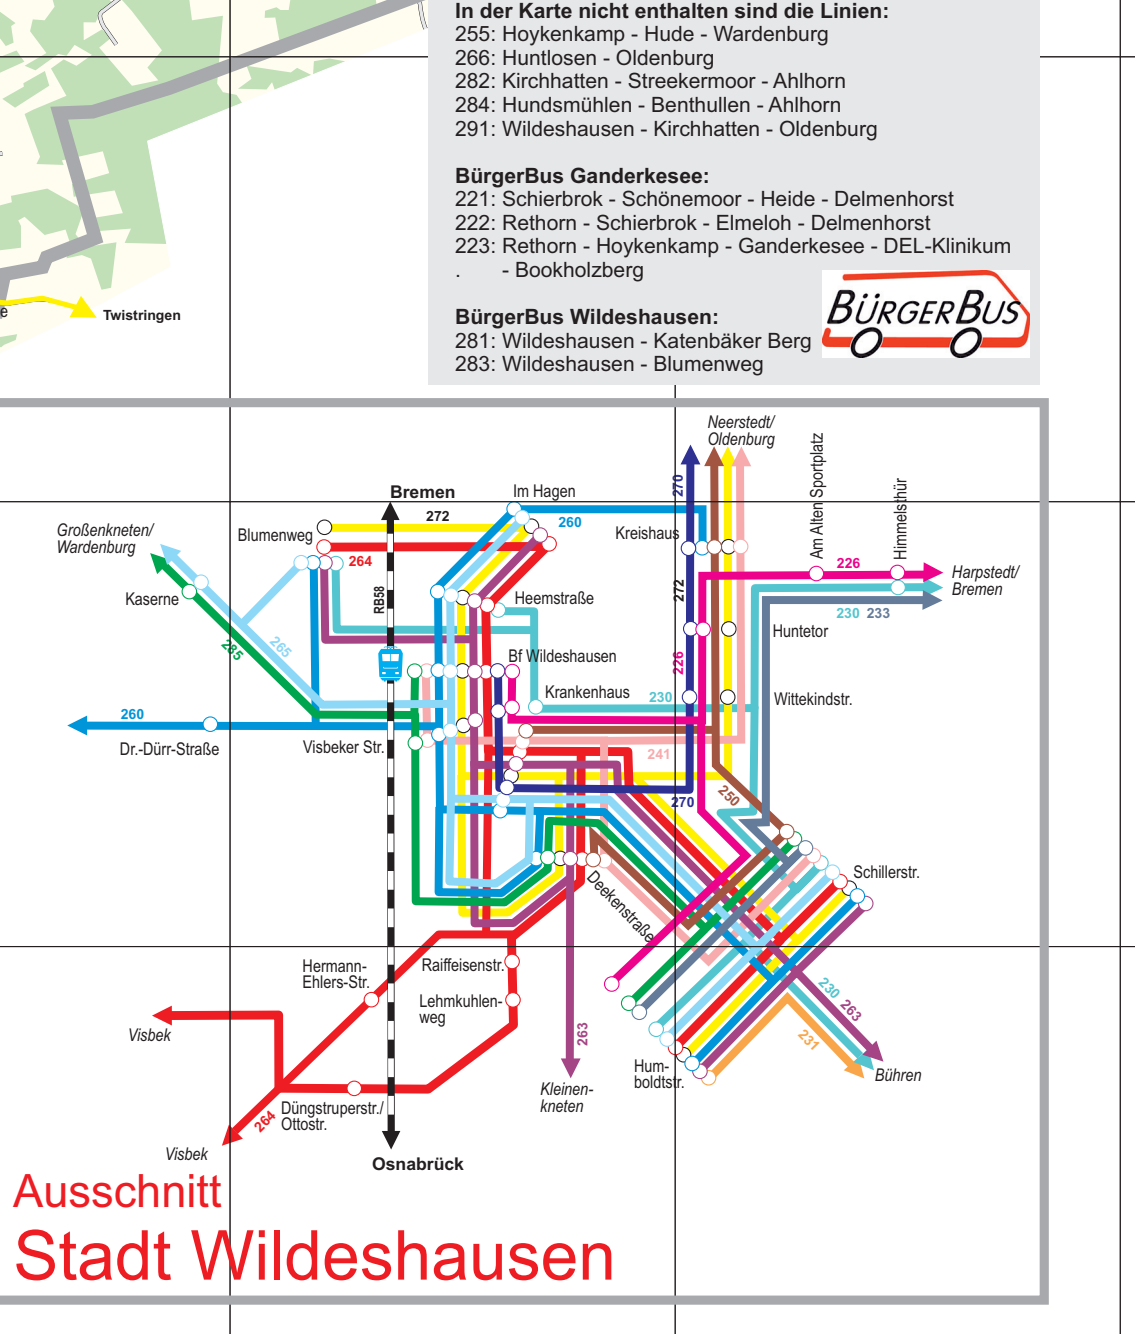 In der Karte nicht enthalten sind die Linien:
255: Hoykenkamp - Hude - Wardenburg
266: Huntlosen - Oldenburg
282: Kirchhatten - Streekermoor - Ahlhorn
284: Hundsmühlen - Benthullen - Ahlhorn
291: Wildeshausen - Kirchhatten - Oldenburg
BürgerBus Ganderkesee:
221: Schierbrok - Schönemoor - Heide - Delmenhorst
222: Rethorn - Schierbrok - Elmeloh - Delmenhorst
223: Rethorn - Hoykenkamp - Ganderkesee - DEL-Klinikum
. - Bookholzberg
BürgerBus Wildeshausen:
281: Wildeshausen - Katenbäker Berg
283: Wildeshausen - Blumenweg
BÜRGERBUS
e
Twistringen
Neerstedt/
Oldenburg
Am Alten Sportplatz
Himmelsthür
270
Bremen
Im Hagen
272
260
Großenkneten/
Wardenburg
Blumenweg
264
Kreishaus
226
Harpstedt/
Bremen
Kaserne
RB58
272
Heemstraße
230 233
285
265
Huntetor
226
Bf Wildeshausen
Krankenhaus
230
Wittekindstr.
260
Dr.-Dürr-Straße
Visbeker Str.
241
250
270
Schillerstr.
Deekenstraße
Hermann-
Ehlers-Str.
Raiffeisenstr.
Lehmkuhlen-
weg
230
263
231
263
Visbek
Hum-
boldtstr.
Bühren
Kleinen-
kneten
264
Düngstruperstr./
Ottostr.
Visbek
Osnabrück
Ausschnitt
Stadt Wildeshausen